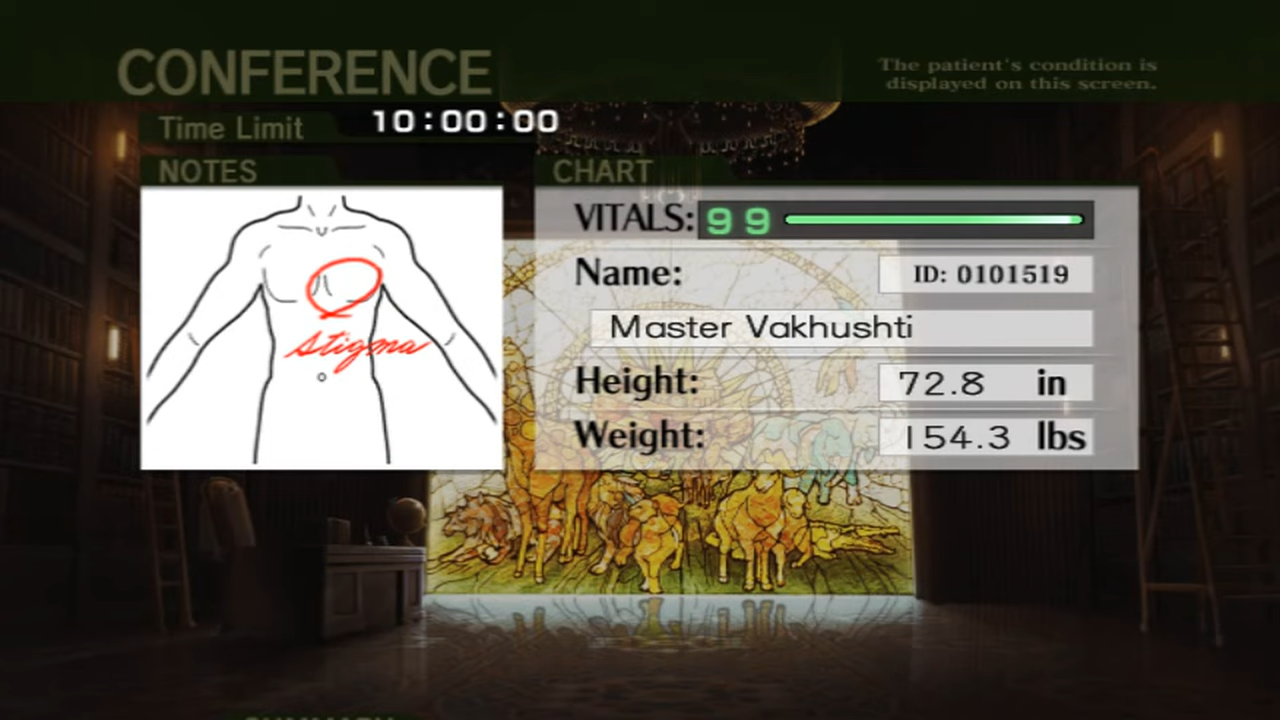 CONFERENCE
The patient's condition is
displayed on this screen.
Time Limit 10:00:00
NOTES
CHART
stigma
VITALS: 99
Name: ID: 0101519
Master Vakhushti
Height: 72.8 in
Weight: 154.3 lbs
SUMMARY